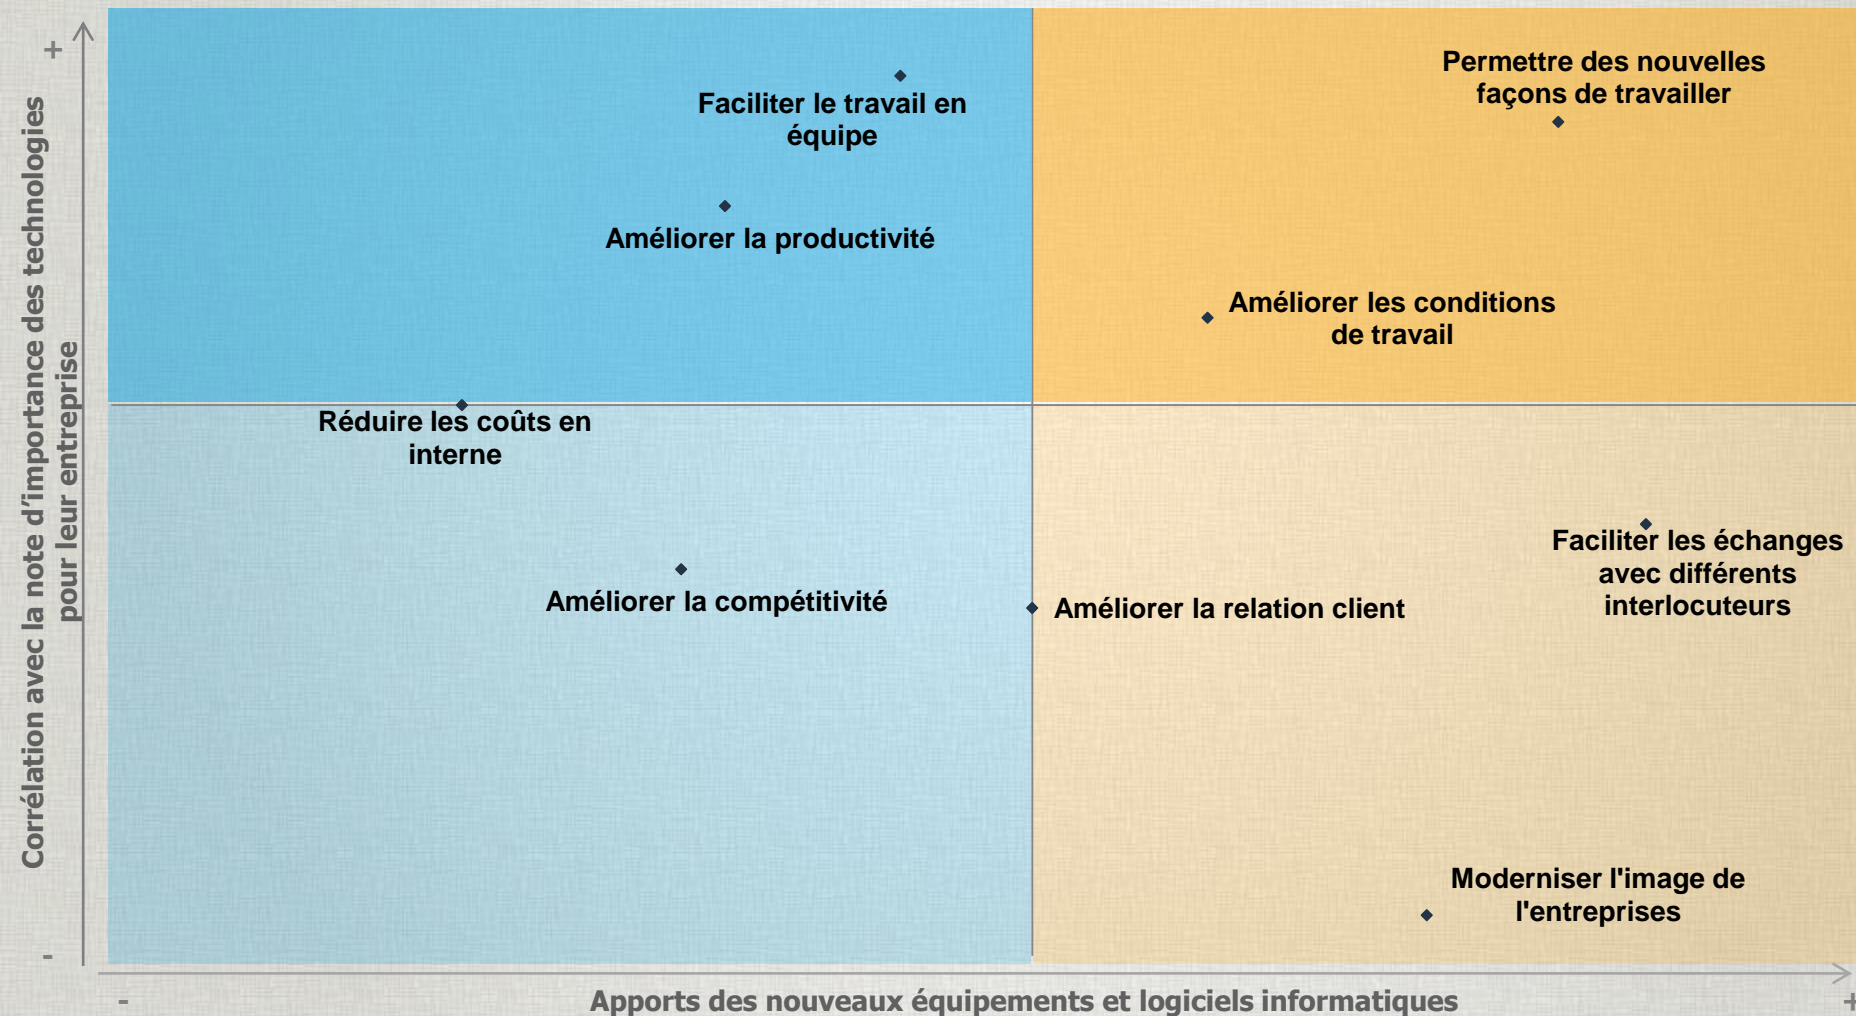 +
Corrélation avec la note d’importance des technologies
pour leur entreprise
Permettre des nouvelles
façons de travailler
Faciliter le travail en
équipe
Améliorer la productivité
Améliorer les conditions
de travail
Réduire les coûts en
interne
Faciliter les échanges
avec différents
interlocuteurs
Améliorer la compétitivité
Améliorer la relation client
Moderniser l'image de
l'entreprises
-
-
Apports des nouveaux équipements et logiciels informatiques
+